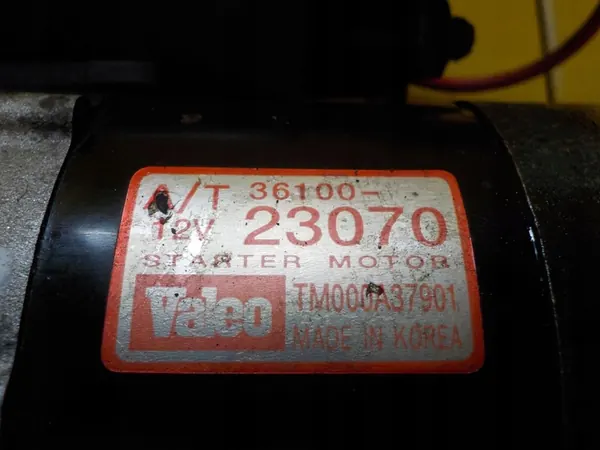 A/T 36100-
12V 23070
STARTER MOTOR
Valeo TM000A37901
MADE IN KOREA